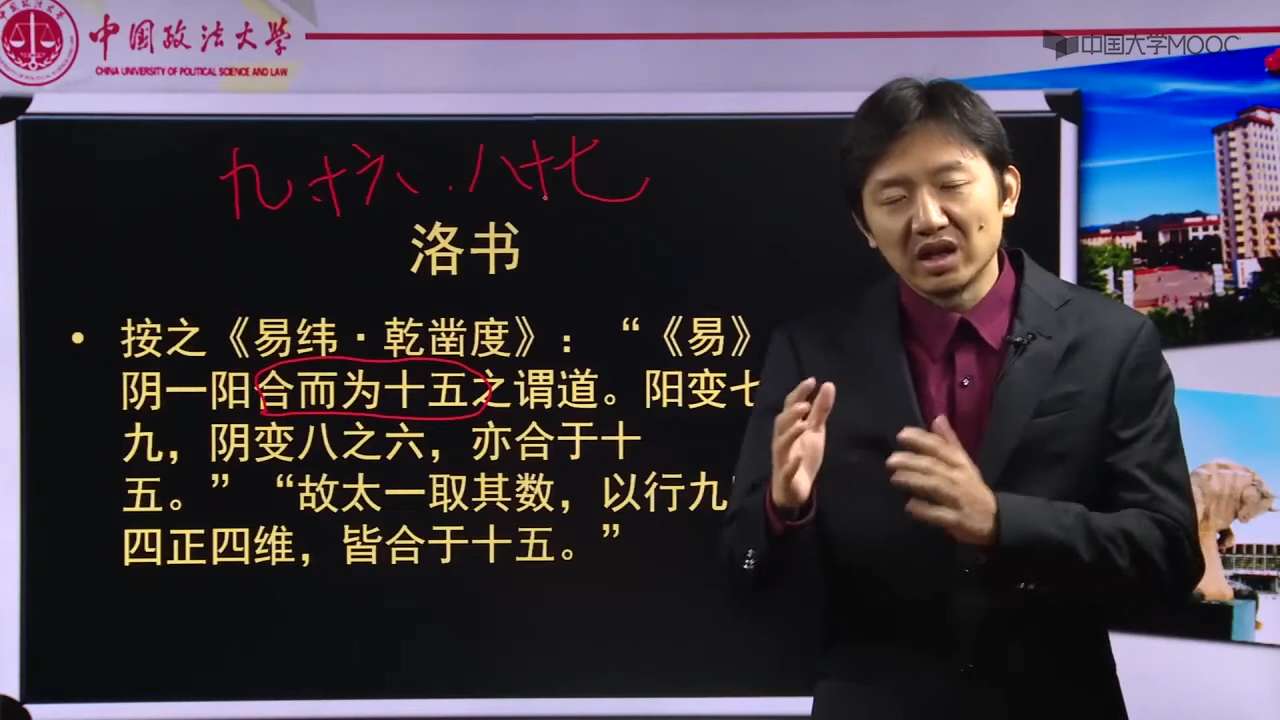 中国政法大学
CHINA UNIVERSITY OF POLITICAL SCIENCE AND LAW
中国大学MOOC
九十六.八十七
洛书
• 按之《易纬·乾凿度》：“《易》
阴一阳合而为十五之谓道。阳变七
九，阴变八之六，亦合于十
五。”“故太一取其数，以行九
四正四维，皆合于十五。”